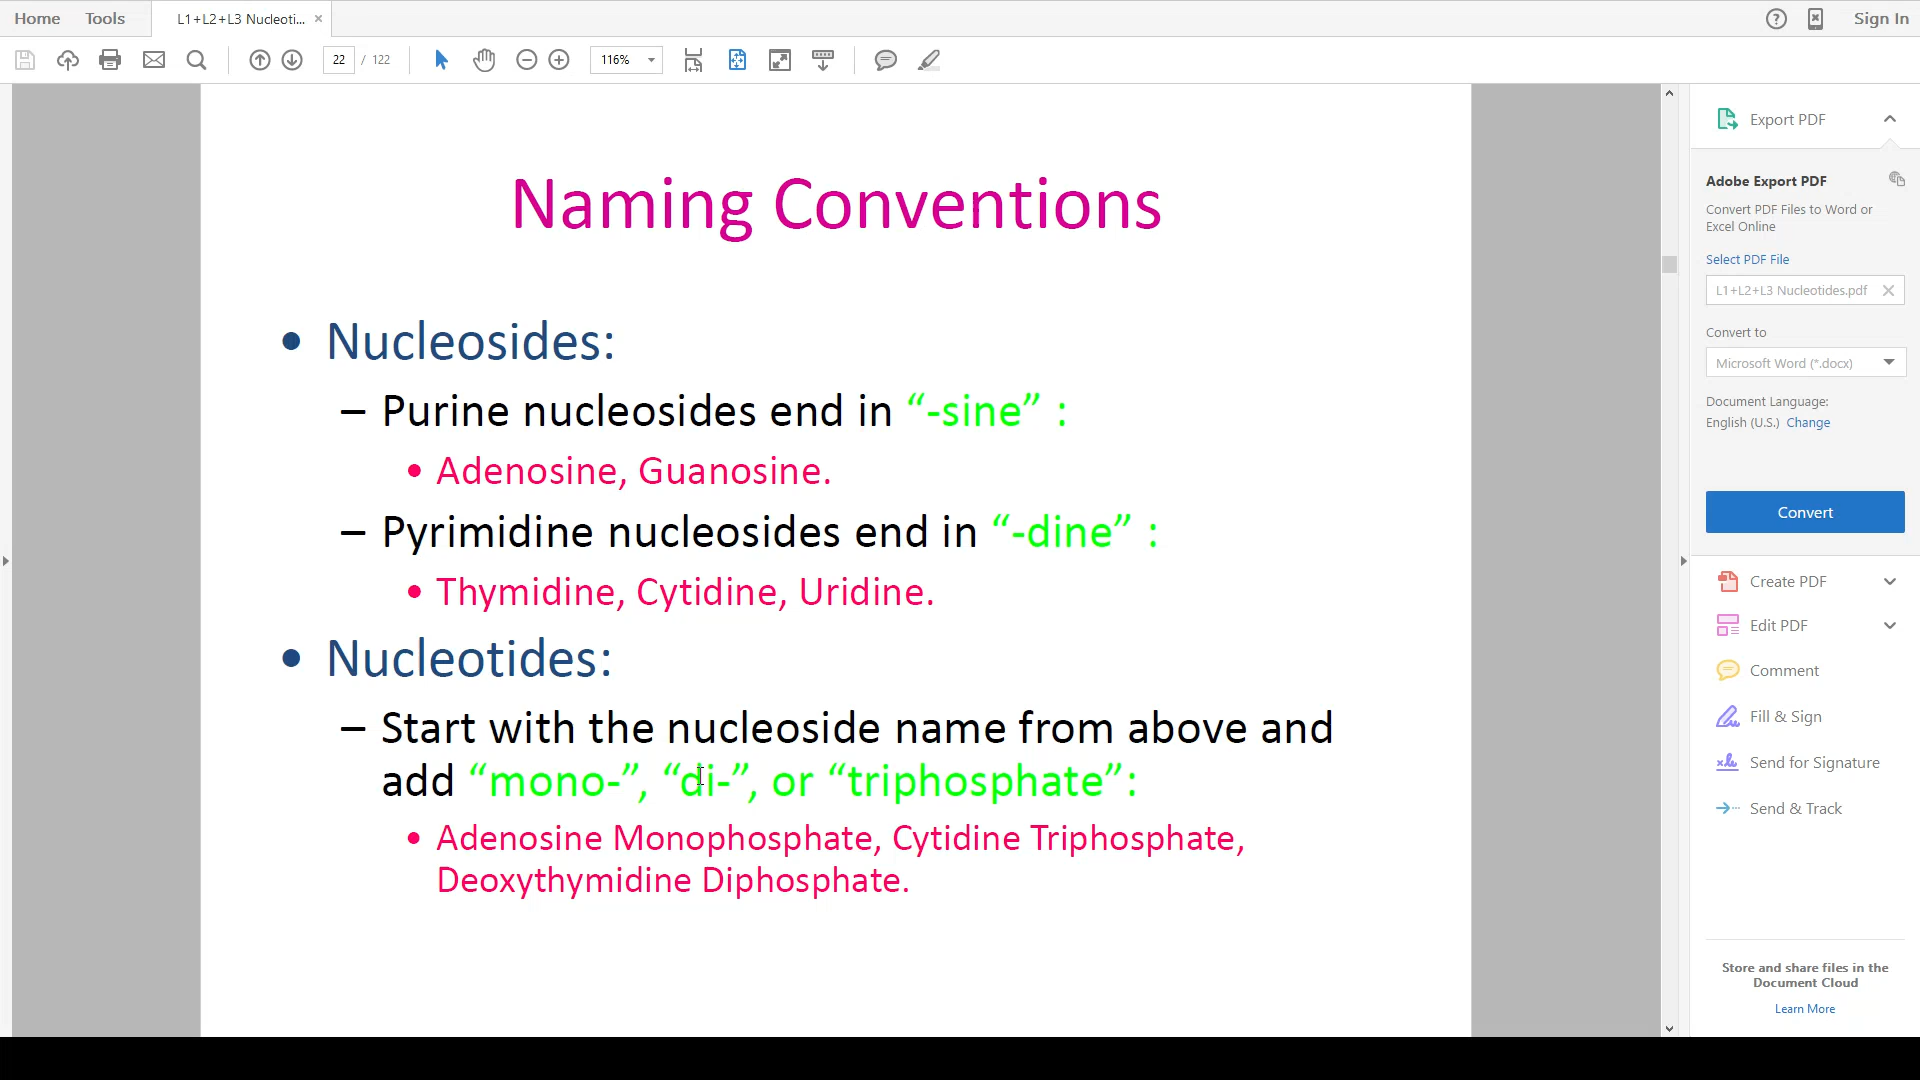 Home Tools L1+L2+L3 Nucleoti... × Sign In
22 / 122 116%
Naming Conventions
• Nucleosides:
– Purine nucleosides end in “-sine” :
• Adenosine, Guanosine.
– Pyrimidine nucleosides end in “-dine” :
• Thymidine, Cytidine, Uridine.
• Nucleotides:
– Start with the nucleoside name from above and
add “mono-”, “di-”, or “triphosphate”:
• Adenosine Monophosphate, Cytidine Triphosphate,
Deoxythymidine Diphosphate.
Export PDF
Adobe Export PDF
Convert PDF Files to Word or
Excel Online
Select PDF File
L1+L2+L3 Nucleotides.pdf
Convert to
Microsoft Word (*.docx)
Document Language:
English (U.S.) Change
Convert
Create PDF
Edit PDF
Comment
Fill & Sign
Send for Signature
Send & Track
Store and share files in the
Document Cloud
Learn More